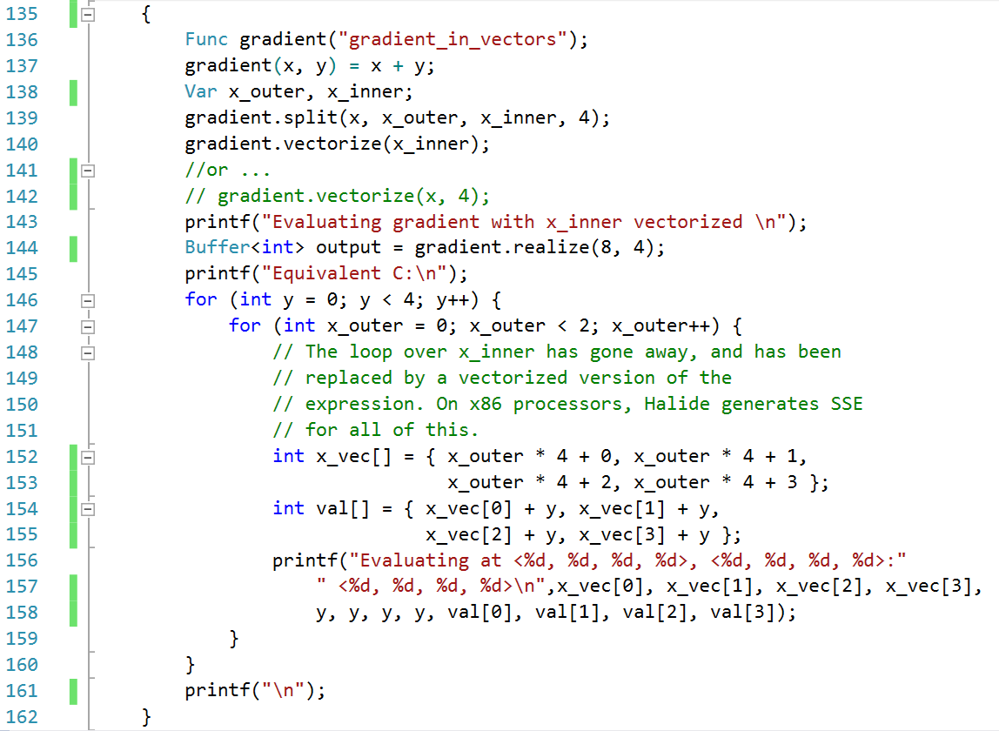 135 {
136 Func gradient("gradient_in_vectors");
137 gradient(x, y) = x + y;
138 Var x_outer, x_inner;
139 gradient.split(x, x_outer, x_inner, 4);
140 gradient.vectorize(x_inner);
141 //or ...
142 // gradient.vectorize(x, 4);
143 printf("Evaluating gradient with x_inner vectorized \n");
144 Buffer<int> output = gradient.realize(8, 4);
145 printf("Equivalent C:\n");
146 for (int y = 0; y < 4; y++) {
147 for (int x_outer = 0; x_outer < 2; x_outer++) {
148 // The loop over x_inner has gone away, and has been
149 // replaced by a vectorized version of the
150 // expression. On x86 processors, Halide generates SSE
151 // for all of this.
152 int x_vec[] = { x_outer * 4 + 0, x_outer * 4 + 1,
153 x_outer * 4 + 2, x_outer * 4 + 3 };
154 int val[] = { x_vec[0] + y, x_vec[1] + y,
155 x_vec[2] + y, x_vec[3] + y };
156 printf("Evaluating at <%d, %d, %d, %d>, <%d, %d, %d, %d>:"
157 " <%d, %d, %d, %d>\n",x_vec[0], x_vec[1], x_vec[2], x_vec[3],
158 y, y, y, y, val[0], val[1], val[2], val[3]);
159 }
160 }
161 printf("\n");
162 }